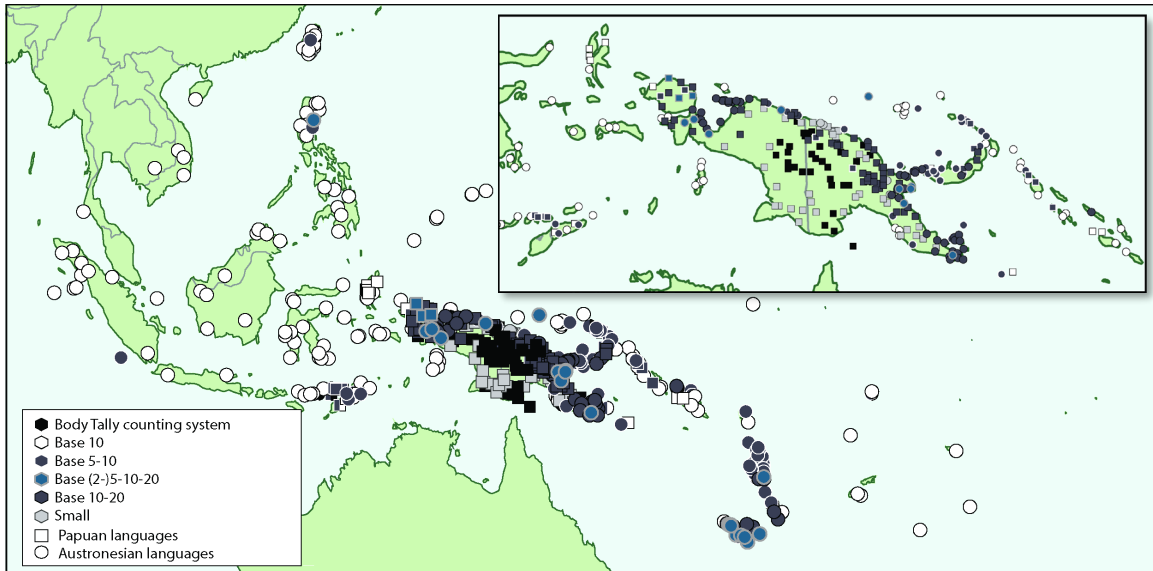 Body Tally counting system
Base 10
Base 5-10
Base (2-)5-10-20
Base 10-20
Small
Papuan languages
Austronesian languages